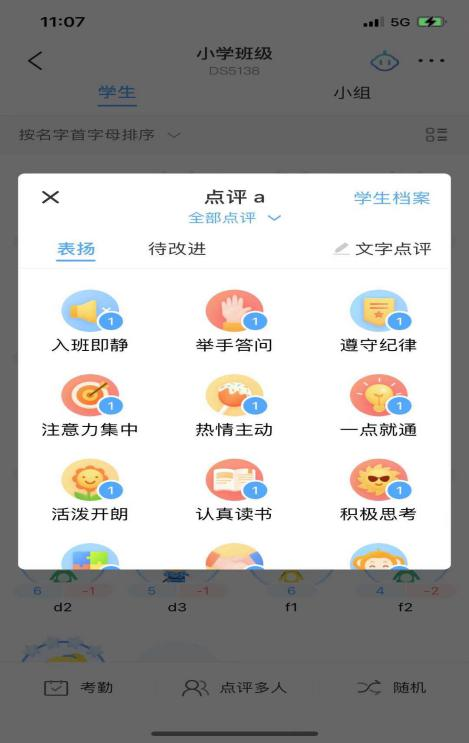 11:07
5G
小学班级
DS5138
学生
小组
按名字首字母排序
点评 a
学生档案
全部点评
表扬
待改进
文字点评
1
1
1
入班即静
举手答问
遵守纪律
1
1
1
注意力集中
热情主动
一点就通
1
1
1
活泼开朗
认真读书
积极思考
6
-1
5
-1
6
4
-2
d2
d3
f1
f2
考勤
点评多人
随机